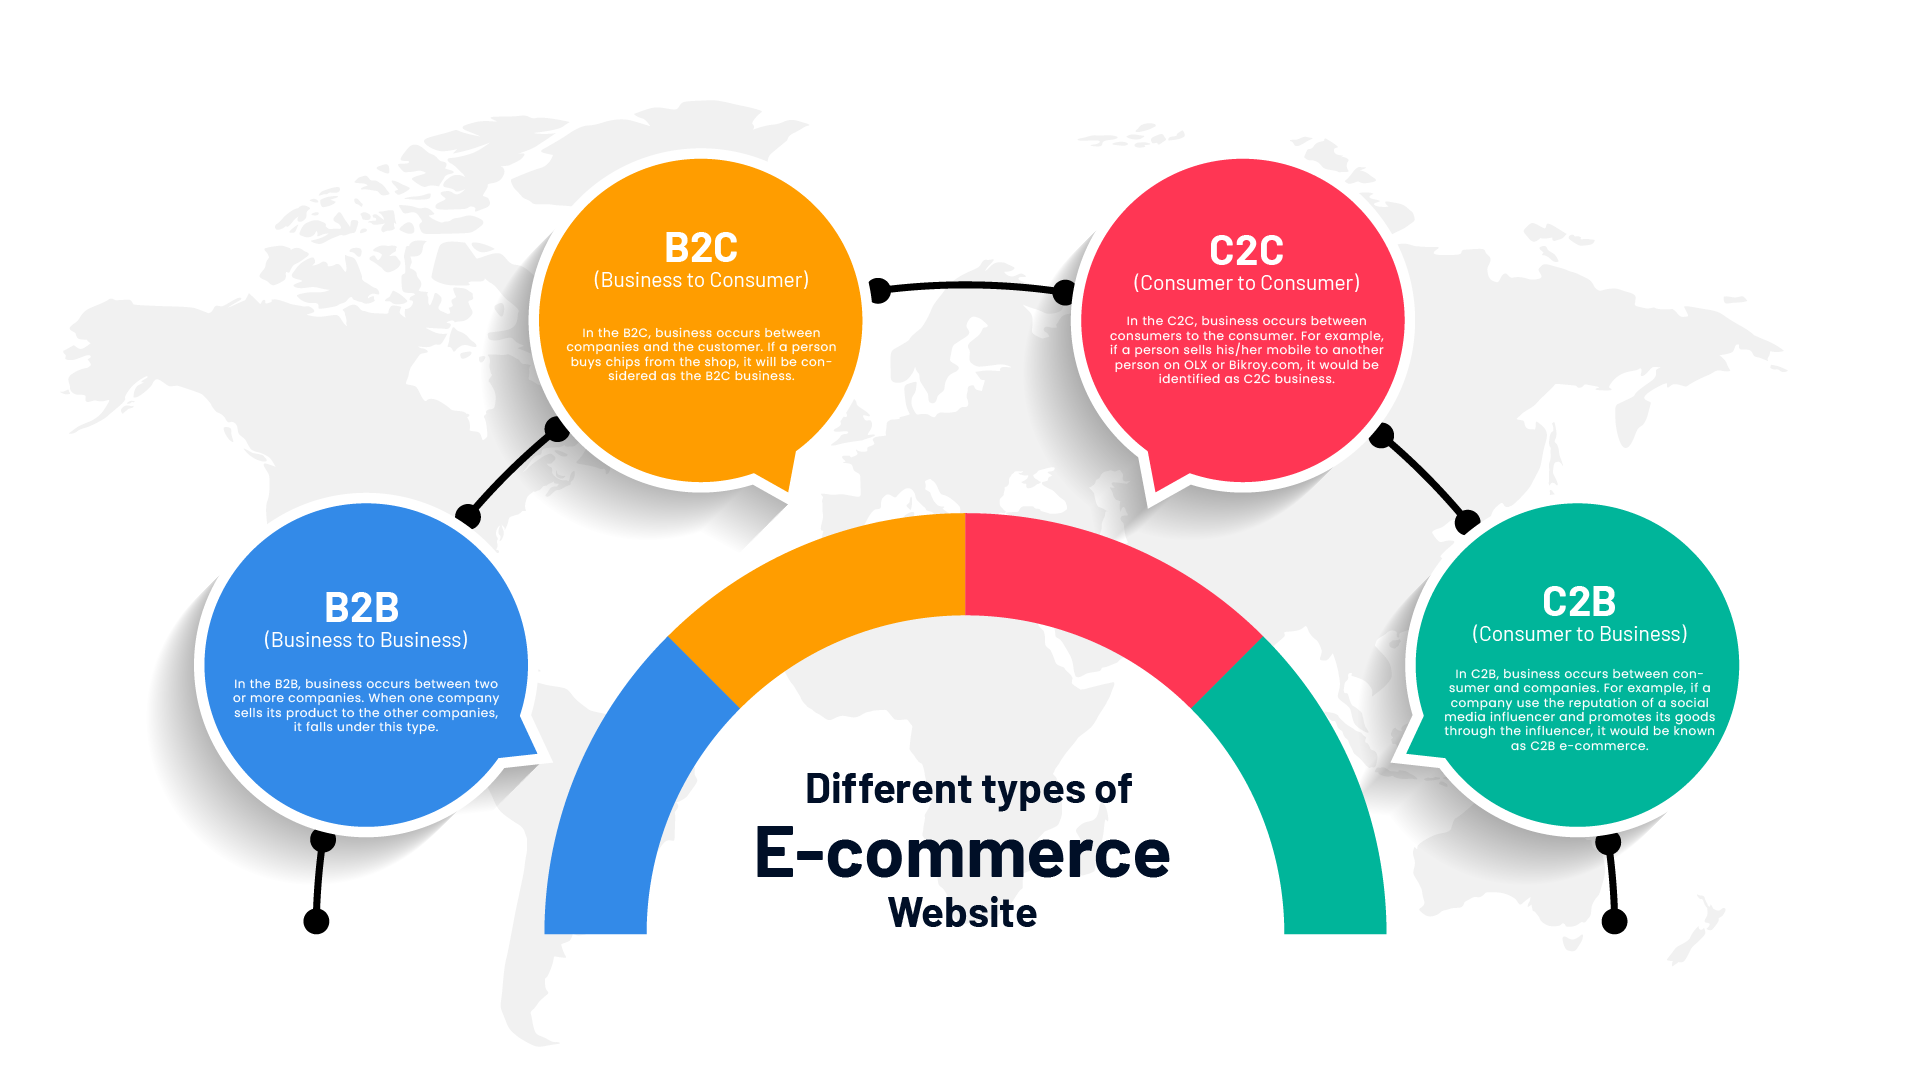 B2C
(Business to Consumer)
In the B2C, business occurs between
companies and the customer. If a person
buys chips from the shop, it will be con-
sidered as the B2C business.
C2C
(Consumer to Consumer)
In the C2C, business occurs between
consumers to the consumer. For example,
if a person sells his/her mobile to another
person on OLX or Bikroy.com, it would be
identified as C2C business.
B2B
(Business to Business)
In the B2B, business occurs between two
or more companies. When one company
sells its product to the other companies,
it falls under this type.
C2B
(Consumer to Business)
In C2B, business occurs between con-
sumer and companies. For example, if a
company use the reputation of a social
media influencer and promotes its goods
through the influencer, it would be known
as C2B e-commerce.
Different types of
E-commerce
Website